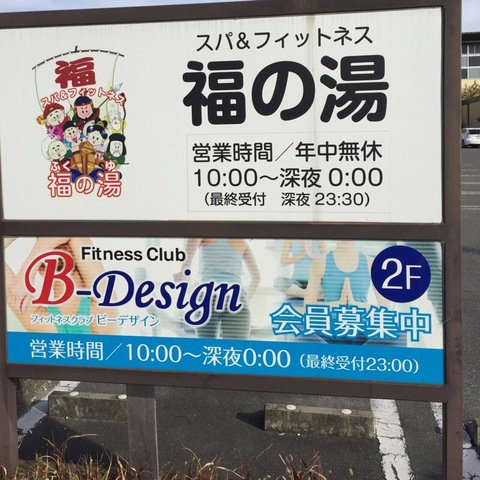 スパ&フィットネス
福の湯
営業時間／年中無休
10:00〜深夜 0:00
(最終受付 深夜 23:30)
福
スパ&フィットネス
ふく ゆ
福の湯
Fitness Club
B-Design
フィットネスクラブ ビーデザイン
2F
会員募集中
営業時間／10:00〜深夜0:00 (最終受付23:00)